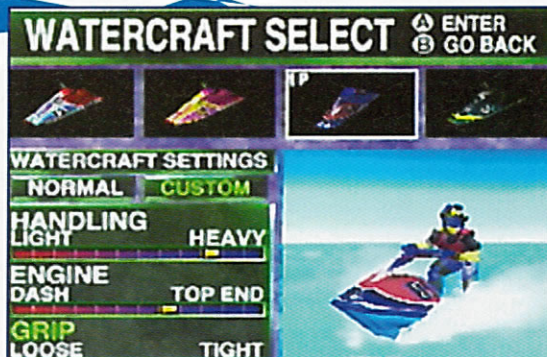 WATERCRAFT SELECT Ⓐ ENTER
Ⓑ GO BACK
1P
WATERCRAFT SETTINGS
NORMAL CUSTOM
HANDLING
LIGHT HEAVY
ENGINE
DASH TOP END
GRIP
LOOSE TIGHT